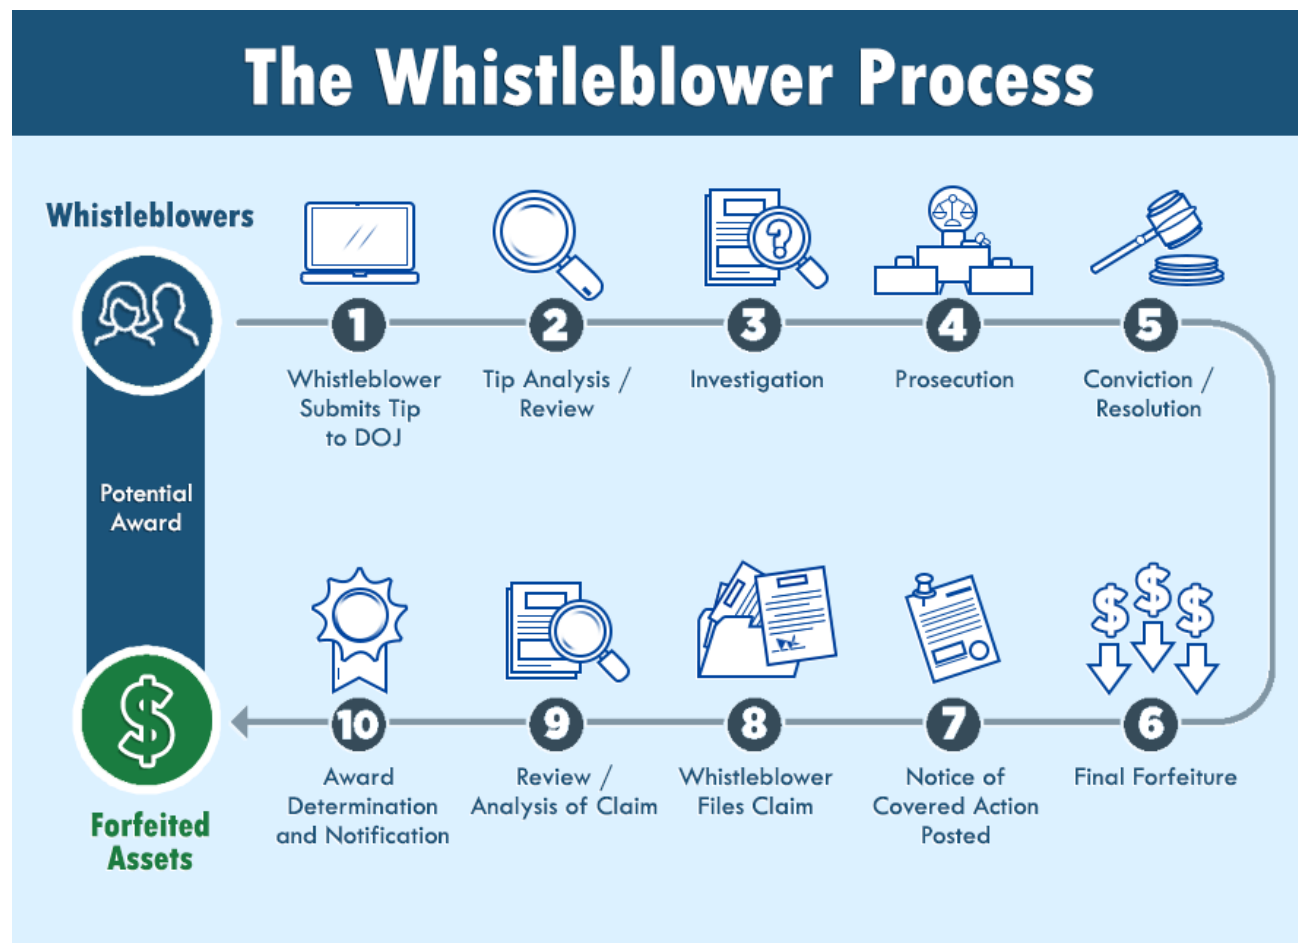 The Whistleblower Process
Whistleblowers
1
Whistleblower
Submits Tip
to DOJ
2
Tip Analysis /
Review
3
Investigation
4
Prosecution
5
Conviction /
Resolution
Potential
Award
6
Final Forfeiture
7
Notice of
Covered Action
Posted
8
Whistleblower
Files Claim
9
Review /
Analysis of Claim
10
Award
Determination
and Notification
$
Forfeited
Assets
?
$ $ $